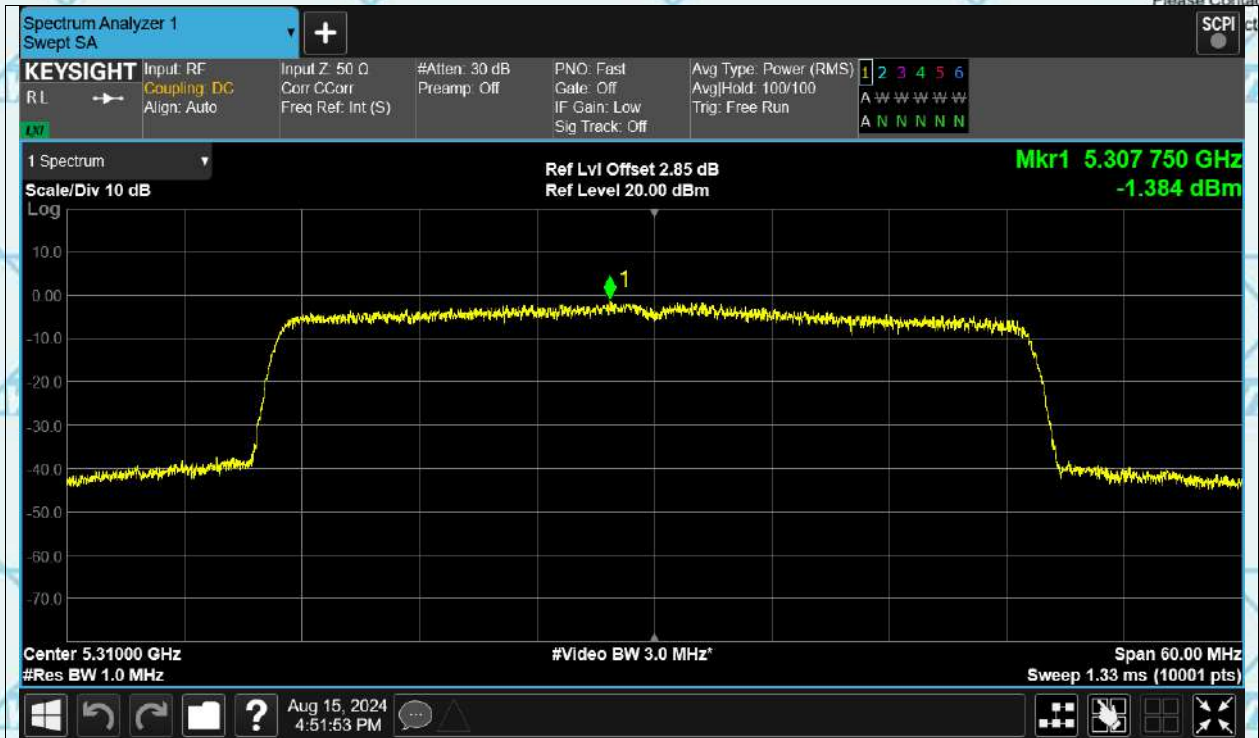 Please Contac
Spectrum Analyzer 1
Swept SA
+
SCPI
KEYSIGHT
RL
LXI
Input: RF
Coupling: DC
Align: Auto
Input Z: 50 Ω
Corr CCorr
Freq Ref: Int (S)
#Atten: 30 dB
Preamp: Off
PNO: Fast
Gate: Off
IF Gain: Low
Sig Track: Off
Avg Type: Power (RMS)
Avg|Hold: 100/100
Trig: Free Run
1 2 3 4 5 6
A W W W W W
A N N N N N
1 Spectrum
Scale/Div 10 dB
Log
Ref Lvl Offset 2.85 dB
Ref Level 20.00 dBm
Mkr1 5.307 750 GHz
-1.384 dBm
1
10.0
0.00
-10.0
-20.0
-30.0
-40.0
-50.0
-60.0
-70.0
Center 5.31000 GHz
#Res BW 1.0 MHz
#Video BW 3.0 MHz*
Span 60.00 MHz
Sweep 1.33 ms (10001 pts)
?
Aug 15, 2024
4:51:53 PM